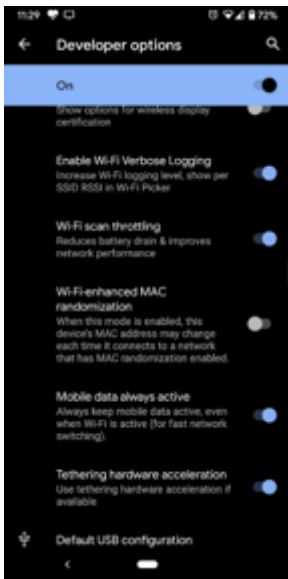 11:29 72%
Developer options
On
Show options for wireless display
certification
Enable Wi-Fi Verbose Logging
Increase Wi-Fi logging level, show per
SSID RSSI in Wi-Fi Picker
Wi-Fi scan throttling
Reduces battery drain & improves
network performance
Wi-Fi-enhanced MAC
randomization
When this mode is enabled, this
device's MAC address may change
each time it connects to a network
that has MAC randomization enabled.
Mobile data always active
Always keep mobile data active, even
when Wi-Fi is active (for fast network
switching).
Tethering hardware acceleration
Use tethering hardware acceleration if
available
Default USB configuration